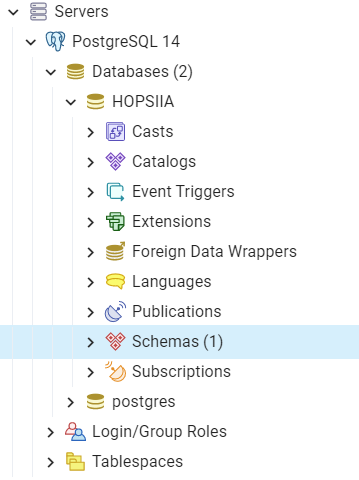 Servers
PostgreSQL 14
Databases (2)
HOPSIIA
Casts
Catalogs
Event Triggers
Extensions
Foreign Data Wrappers
Languages
Publications
Schemas (1)
Subscriptions
postgres
Login/Group Roles
Tablespaces